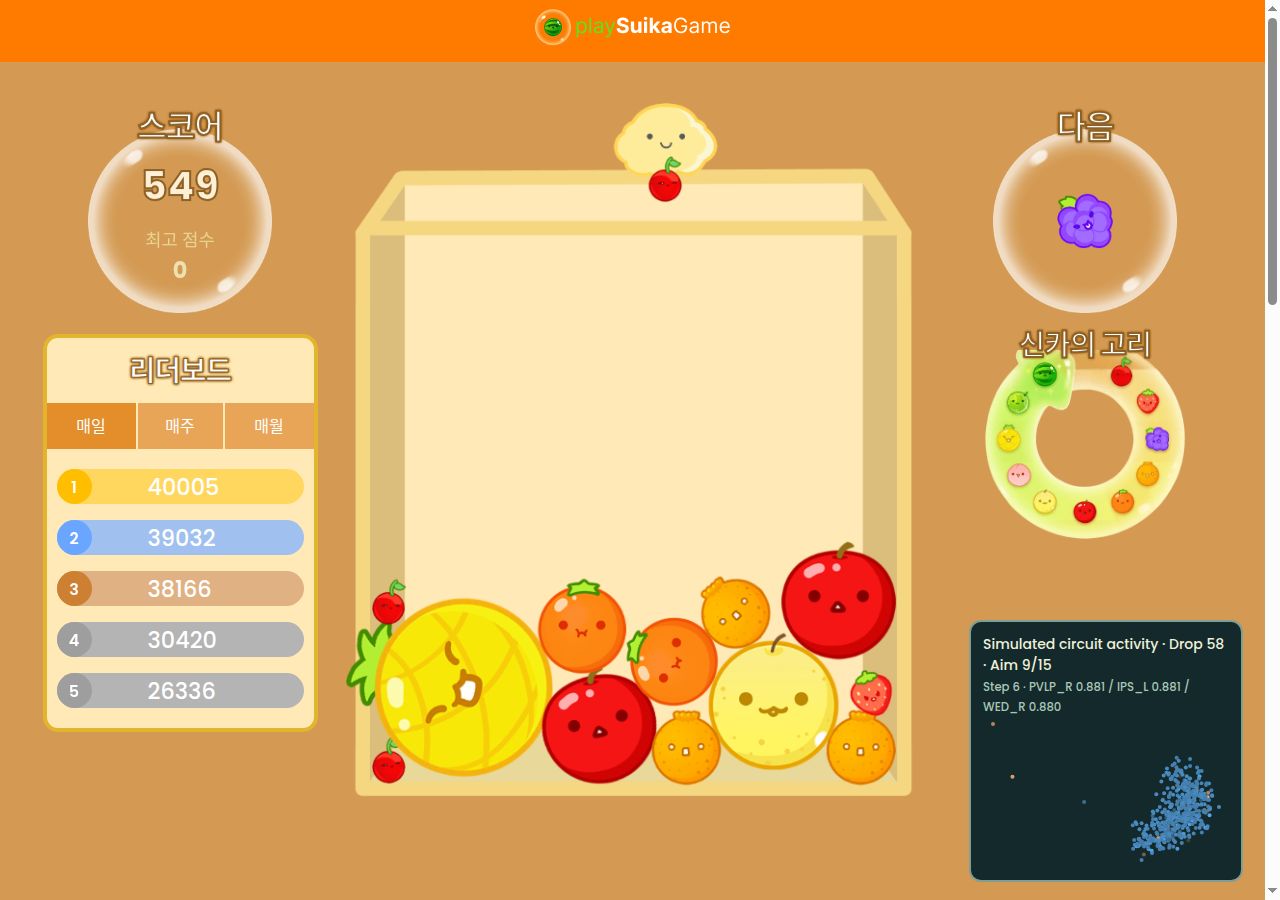 playSuikaGame
스코어
549
최고 점수
0
다음
신카의 고리
리더보드
매일 매주 매월
1 40005
2 39032
3 38166
4 30420
5 26336
Simulated circuit activity · Drop 58
· Aim 9/15
Step 6 · PVLP_R 0.881 / IPS_L 0.881 /
WED_R 0.880